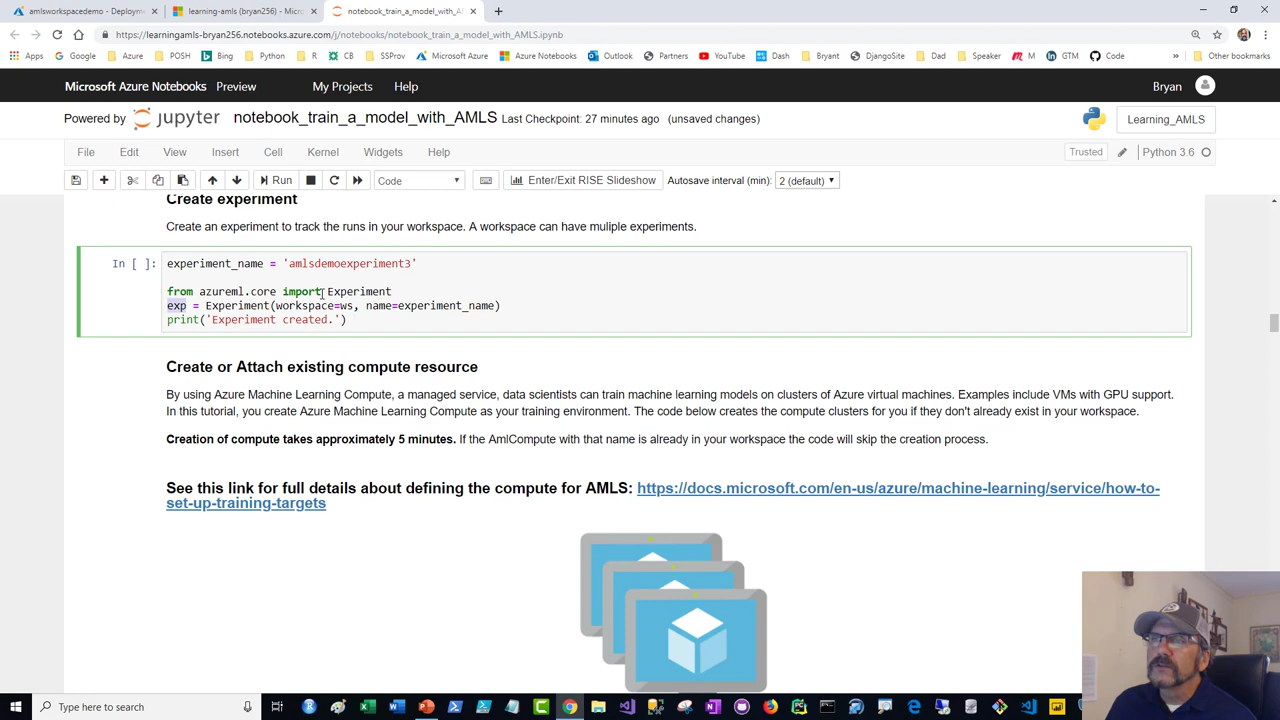 amlsworkspacedemo - Deployme
learning-amls (bryan256) - Micros
notebook_train_a_model_with_AM
https://learningamls-bryan256.notebooks.azure.com/j/notebooks/notebook_train_a_model_with_AMLS.ipynb
Apps Azure POSH Bing Python R CB SSProv Microsoft Azure Azure Notebooks Outlook Partners YouTube Dash Bryant DjangoSite Dad Speaker IM GTM Code » Other bookmarks
Microsoft Azure Notebooks Preview My Projects Help Bryan
Powered by jupyter notebook_train_a_model_with_AMLS Last Checkpoint: 27 minutes ago (unsaved changes) Learning_AMLS
File Edit View Insert Cell Kernel Widgets Help Trusted Python 3.6
Run Code Enter/Exit RISE Slideshow Autosave interval (min): 2 (default)
Create experiment
Create an experiment to track the runs in your workspace. A workspace can have muliple experiments.
In [ ]: experiment_name = 'amlsdemoexperiment3'
from azureml.core import Experiment
exp = Experiment(workspace=ws, name=experiment_name)
print('Experiment created.')
Create or Attach existing compute resource
By using Azure Machine Learning Compute, a managed service, data scientists can train machine learning models on clusters of Azure virtual machines. Examples include VMs with GPU support.
In this tutorial, you create Azure Machine Learning Compute as your training environment. The code below creates the compute clusters for you if they don't already exist in your workspace.
Creation of compute takes approximately 5 minutes. If the AmlCompute with that name is already in your workspace the code will skip the creation process.
See this link for full details about defining the compute for AMLS: https://docs.microsoft.com/en-us/azure/machine-learning/service/how-to-
set-up-training-targets
Type here to search